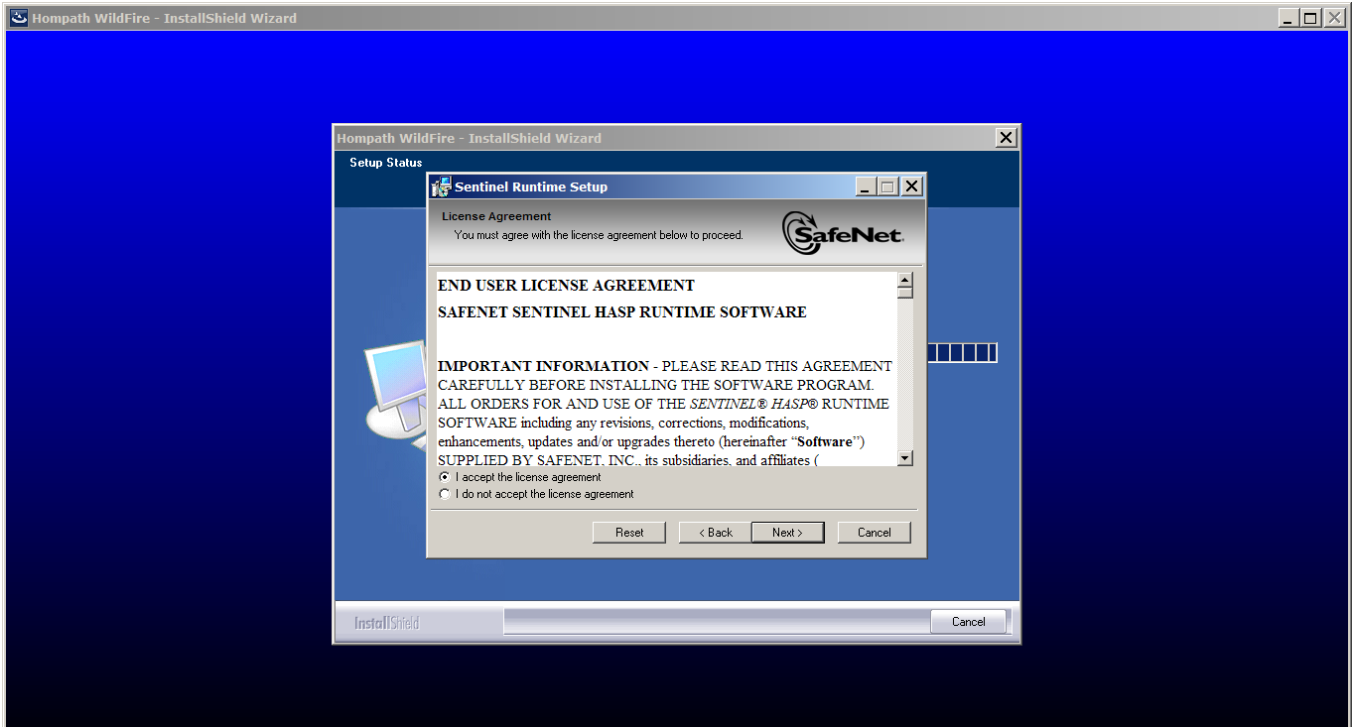 Hompath WildFire - InstallShield Wizard
Hompath WildFire - InstallShield Wizard
Setup Status
Sentinel Runtime Setup
License Agreement
You must agree with the license agreement below to proceed.
SafeNet.
END USER LICENSE AGREEMENT
SAFENET SENTINEL HASP RUNTIME SOFTWARE
IMPORTANT INFORMATION - PLEASE READ THIS AGREEMENT
CAREFULLY BEFORE INSTALLING THE SOFTWARE PROGRAM.
ALL ORDERS FOR AND USE OF THE SENTINEL® HASP® RUNTIME
SOFTWARE including any revisions, corrections, modifications,
enhancements, updates and/or upgrades thereto (hereinafter “Software”)
SUPPLIED BY SAFENET, INC., its subsidiaries, and affiliates (
I accept the license agreement
I do not accept the license agreement
Reset
< Back
Next >
Cancel
InstallShield
Cancel